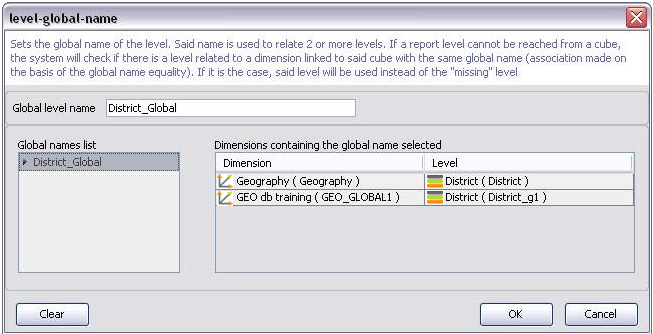 level-global-name
Sets the global name of the level. Said name is used to relate 2 or more levels. If a report level cannot be reached from a cube,
the system will check if there is a level related to a dimension linked to said cube with the same global name (association made on
the basis of the global name equality). If it is the case, said level will be used instead of the "missing" level
Global level name District_Global
Global names list
District_Global
Dimensions containing the global name selected
Dimension Level
Geography ( Geography ) District ( District )
GEO db training ( GEO_GLOBAL1 ) District ( District_g1 )
Clear OK Cancel